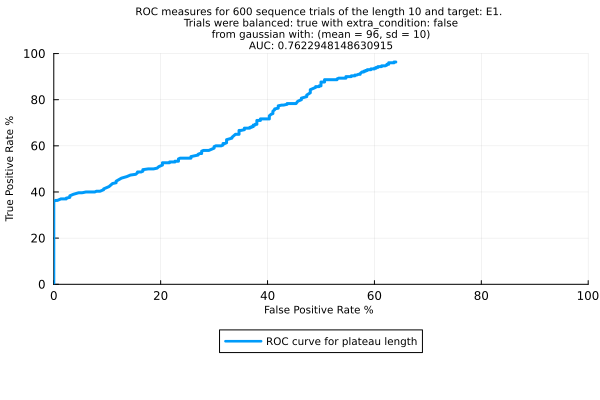 ROC measures for 600 sequence trials of the length 10 and target: E1.
Trials were balanced: true with extra_condition: false
from gaussian with: (mean = 96, sd = 10)
AUC: 0.7622948148630915
100
80
60
40
20
0
True Positive Rate %
0 20 40 60 80 100
False Positive Rate %
ROC curve for plateau length